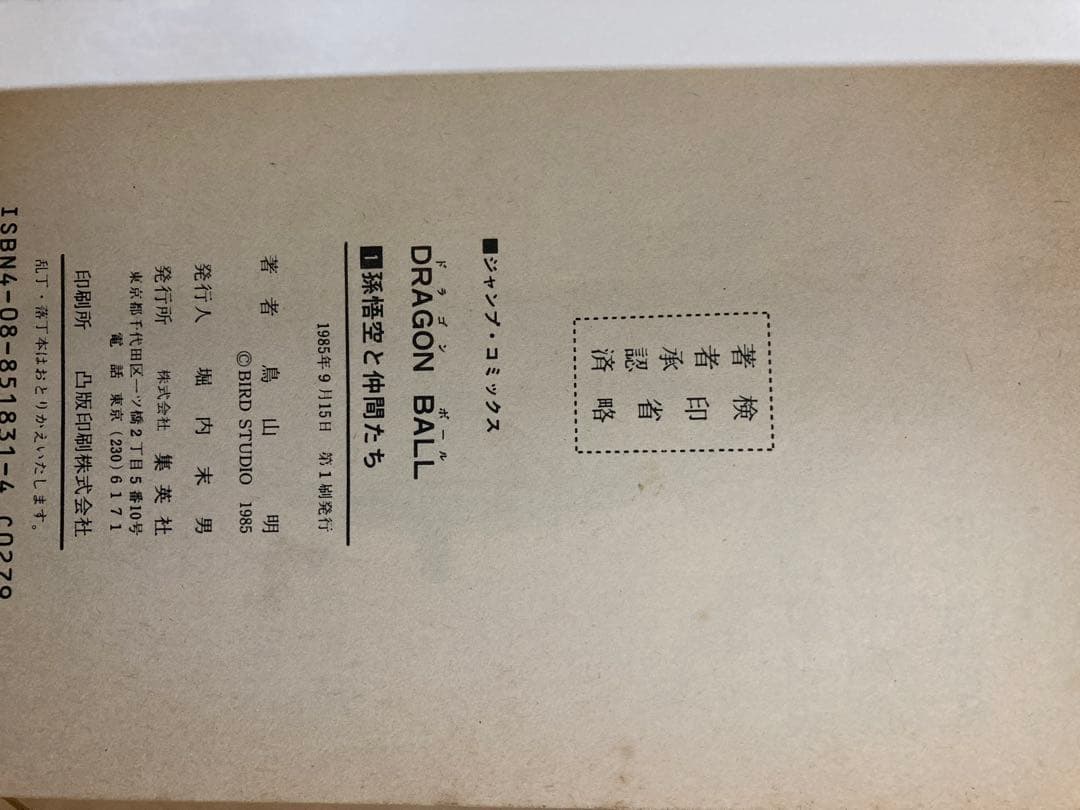 著者承認済
検印省略
■ジャンプ・コミックス
ドラゴン ボール
DRAGON BALL
1孫悟空と仲間たち
1985年9月15日 第1刷発行
著者 鳥山明
©BIRD STUDIO 1985
発行人 堀内末男
発行所 株式会社 集英社
東京都千代田区一ツ橋2丁目5番10号
電話 東京(230)6171
印刷所 凸版印刷株式会社
乱丁・落丁本はおとりかえいたします。
ISBN4-08-851831-4 C0279